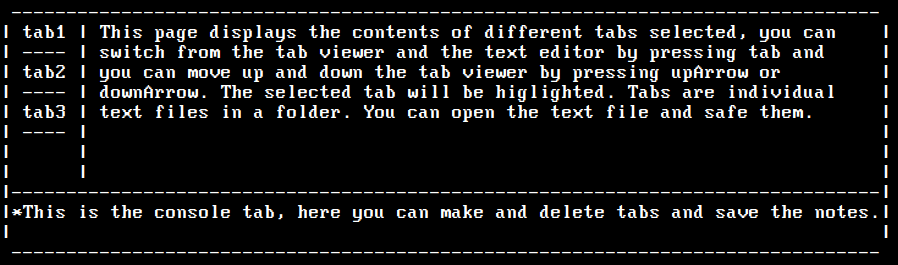 --------------------------------------------------------------------------------------
| tab1 | This page displays the contents of different tabs selected, you can |
| ---- | switch from the tab viewer and the text editor by pressing tab and |
| tab2 | you can move up and down the tab viewer by pressing upArrow or |
| ---- | downArrow. The selected tab will be higlighted. Tabs are individual |
| tab3 | text files in a folder. You can open the text file and safe them. |
| ---- | |
| | |
| | |
|--------------------------------------------------------------------------------------|
|*This is the console tab, here you can make and delete tabs and save the notes.|
| |
--------------------------------------------------------------------------------------